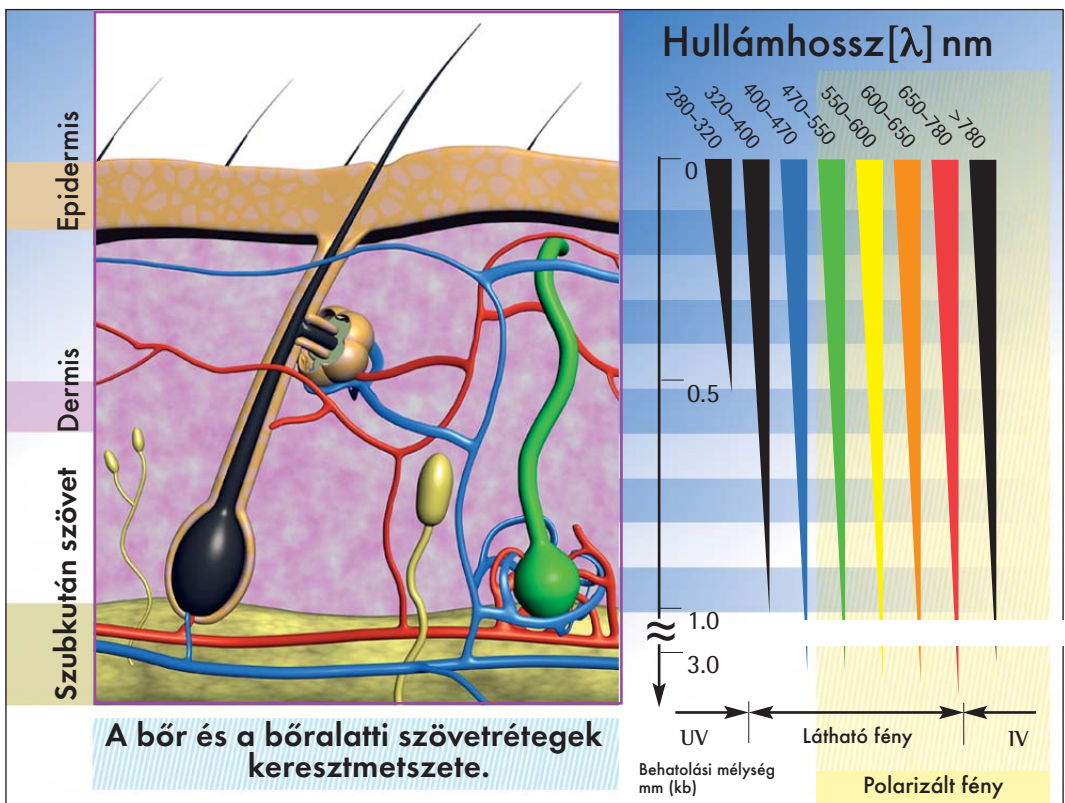 Hullámhossz[λ] nm
280–320
320–400
400–470
470–550
550–600
600–650
650–780
>780
Epidermis
Dermis
Szubkután szövet
0
0.5
1.0
3.0
UV
Látható fény
IV
Behatolási mélység
mm (kb)
Polarizált fény
A bőr és a bőralatti szövetrétegek
keresztmetszete.